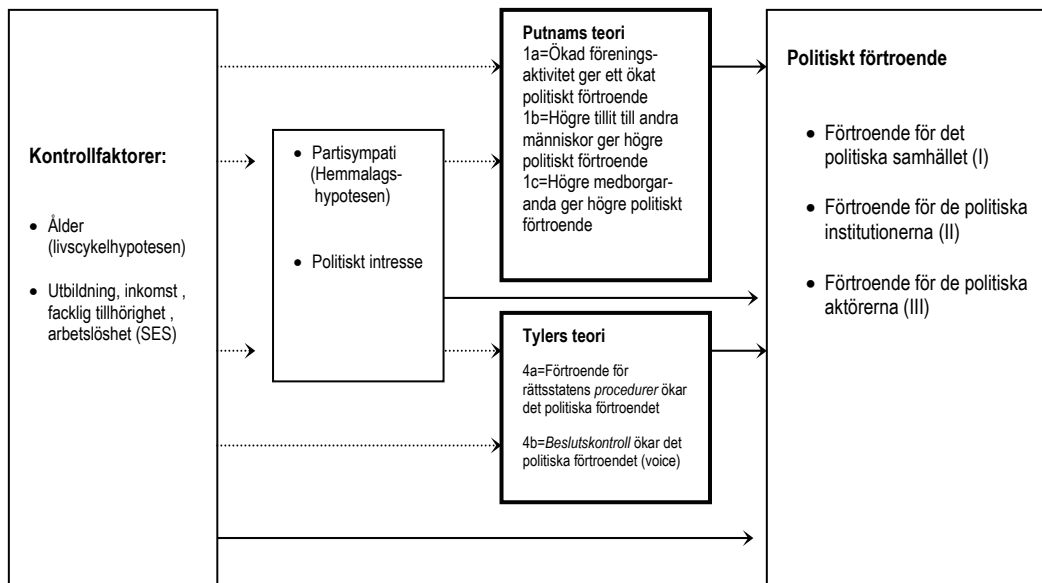 Kontrollfaktorer:
• Ålder
(livscykelhypotesen)
• Utbildning, inkomst ,
facklig tillhörighet ,
arbetslöshet (SES)
• Partisympati
(Hemmalags-
hypotesen)
• Politiskt intresse
Putnams teori
1a=Ökad förenings-
aktivitet ger ett ökat
politiskt förtroende
1b=Högre tillit till andra
människor ger högre
politiskt förtroende
1c=Högre medborgar-
anda ger högre politiskt
förtroende
Tylers teori
4a=Förtroende för
rättsstatens procedurer ökar
det politiska förtroendet
4b=Beslutskontroll ökar det
politiska förtroendet (voice)
Politiskt förtroende
• Förtroende för det
politiska samhället (I)
• Förtroende för de politiska
institutionerna (II)
• Förtroende för de politiska
aktörerna (III)